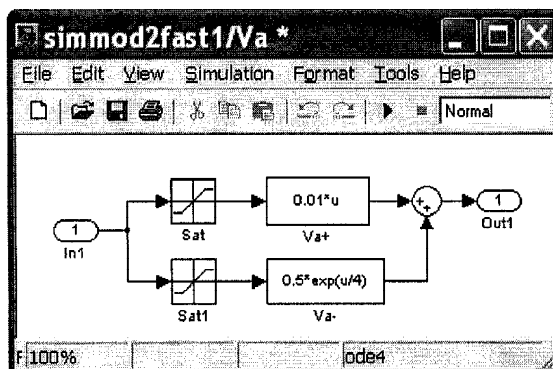 simmod2fast1/Va *
File Edit View Simulation Format Tools Help
Normal
1
In1
Sat
0.01*u
Va+
1
Out1
Sat1
0.5*exp(u/4)
Va-
F 100%
ode4